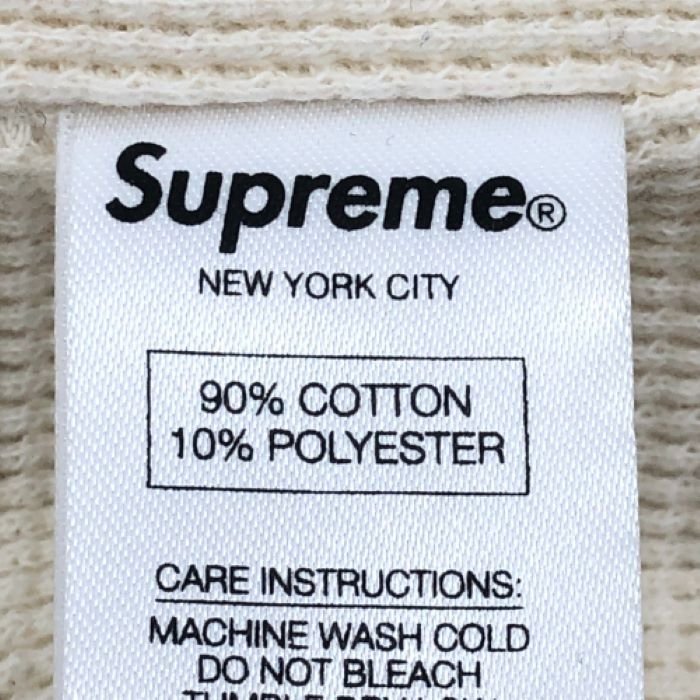 Supreme®
NEW YORK CITY
90% COTTON
10% POLYESTER
CARE INSTRUCTIONS:
MACHINE WASH COLD
DO NOT BLEACH